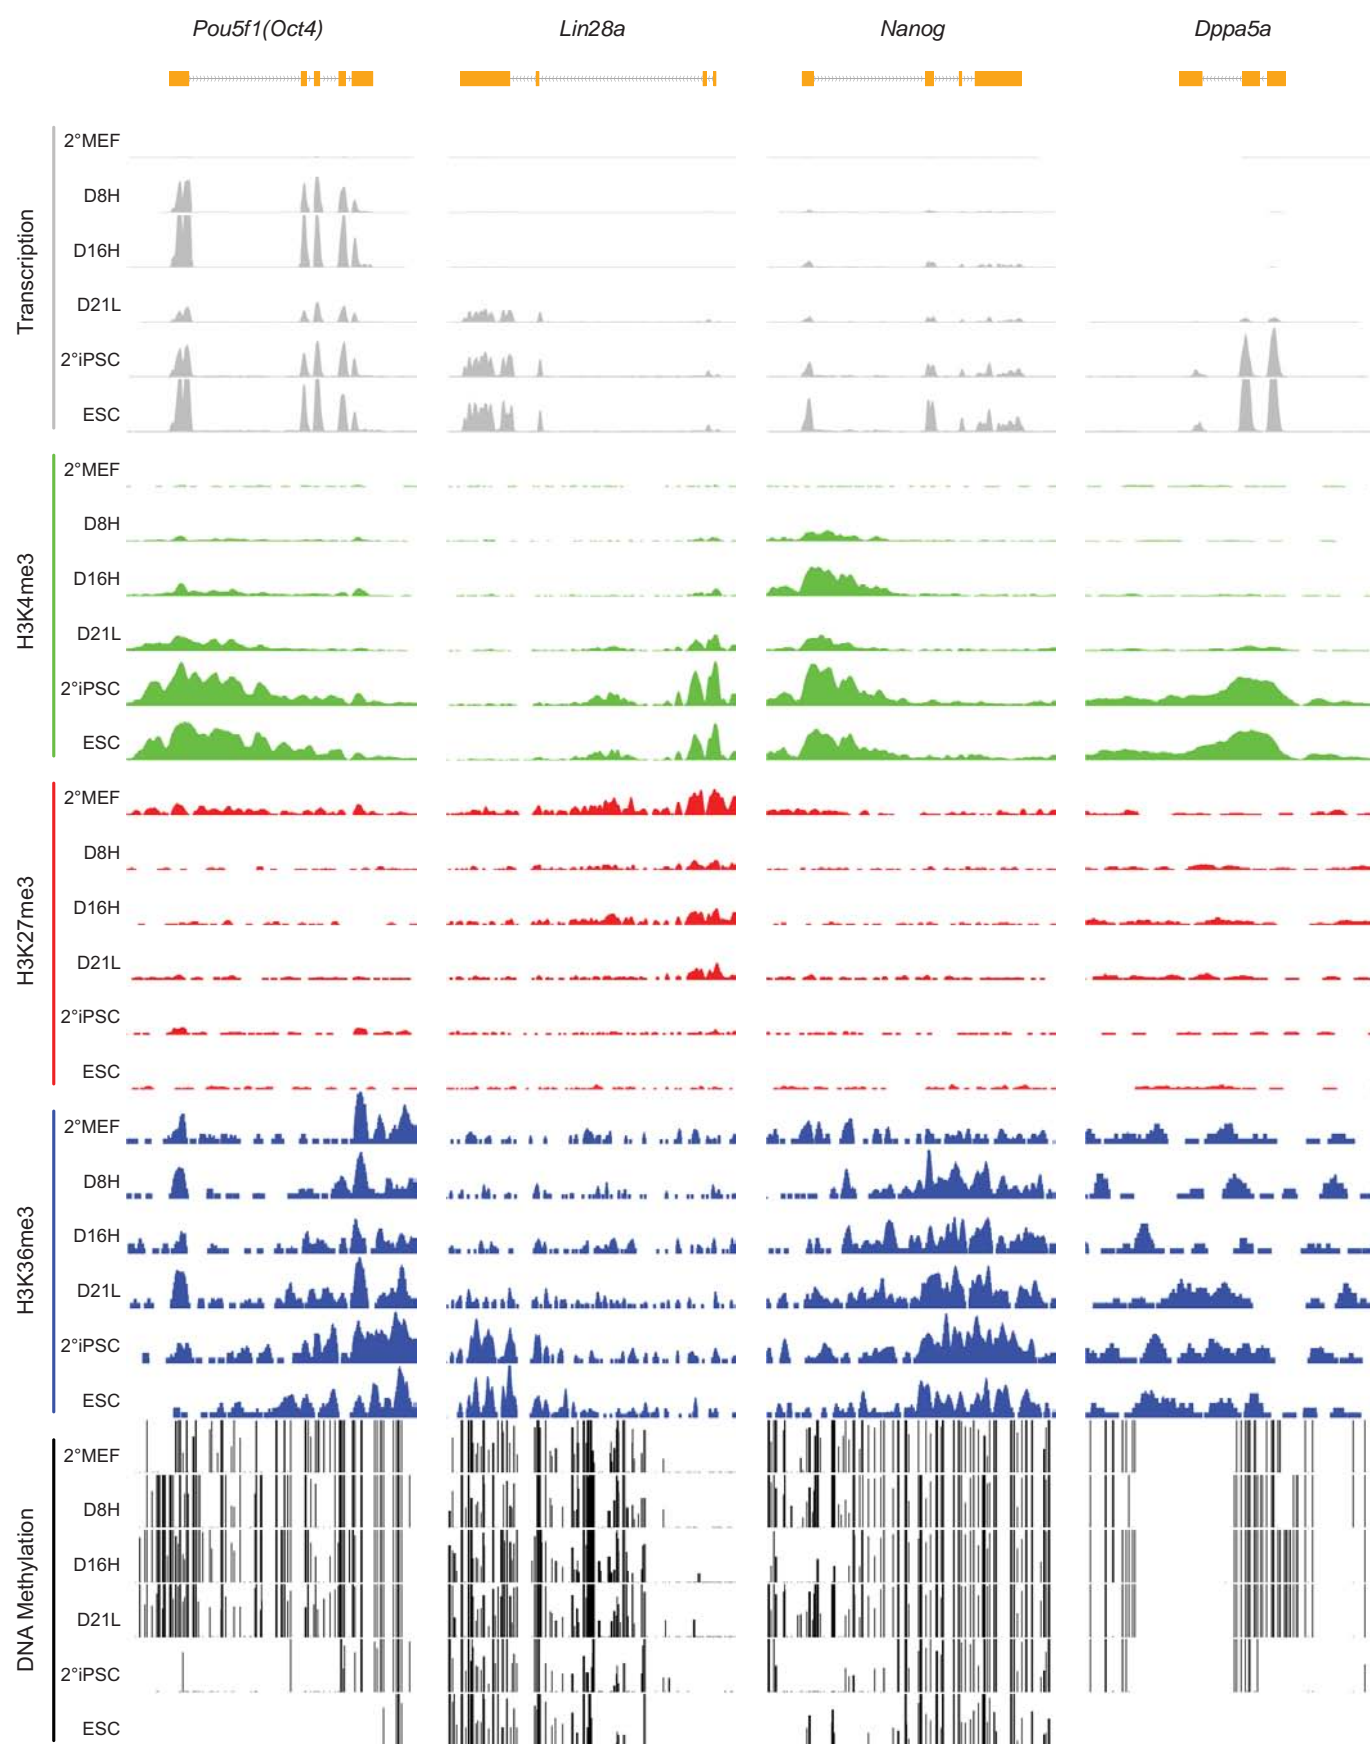 Pou5f1(Oct4) Lin28a Nanog Dppa5a
Transcription
2°MEF
D8H
D16H
D21L
2°iPSC
ESC
H3K4me3
2°MEF
D8H
D16H
D21L
2°iPSC
ESC
H3K27me3
2°MEF
D8H
D16H
D21L
2°iPSC
ESC
H3K36me3
2°MEF
D8H
D16H
D21L
2°iPSC
ESC
DNA Methylation
2°MEF
D8H
D16H
D21L
2°iPSC
ESC